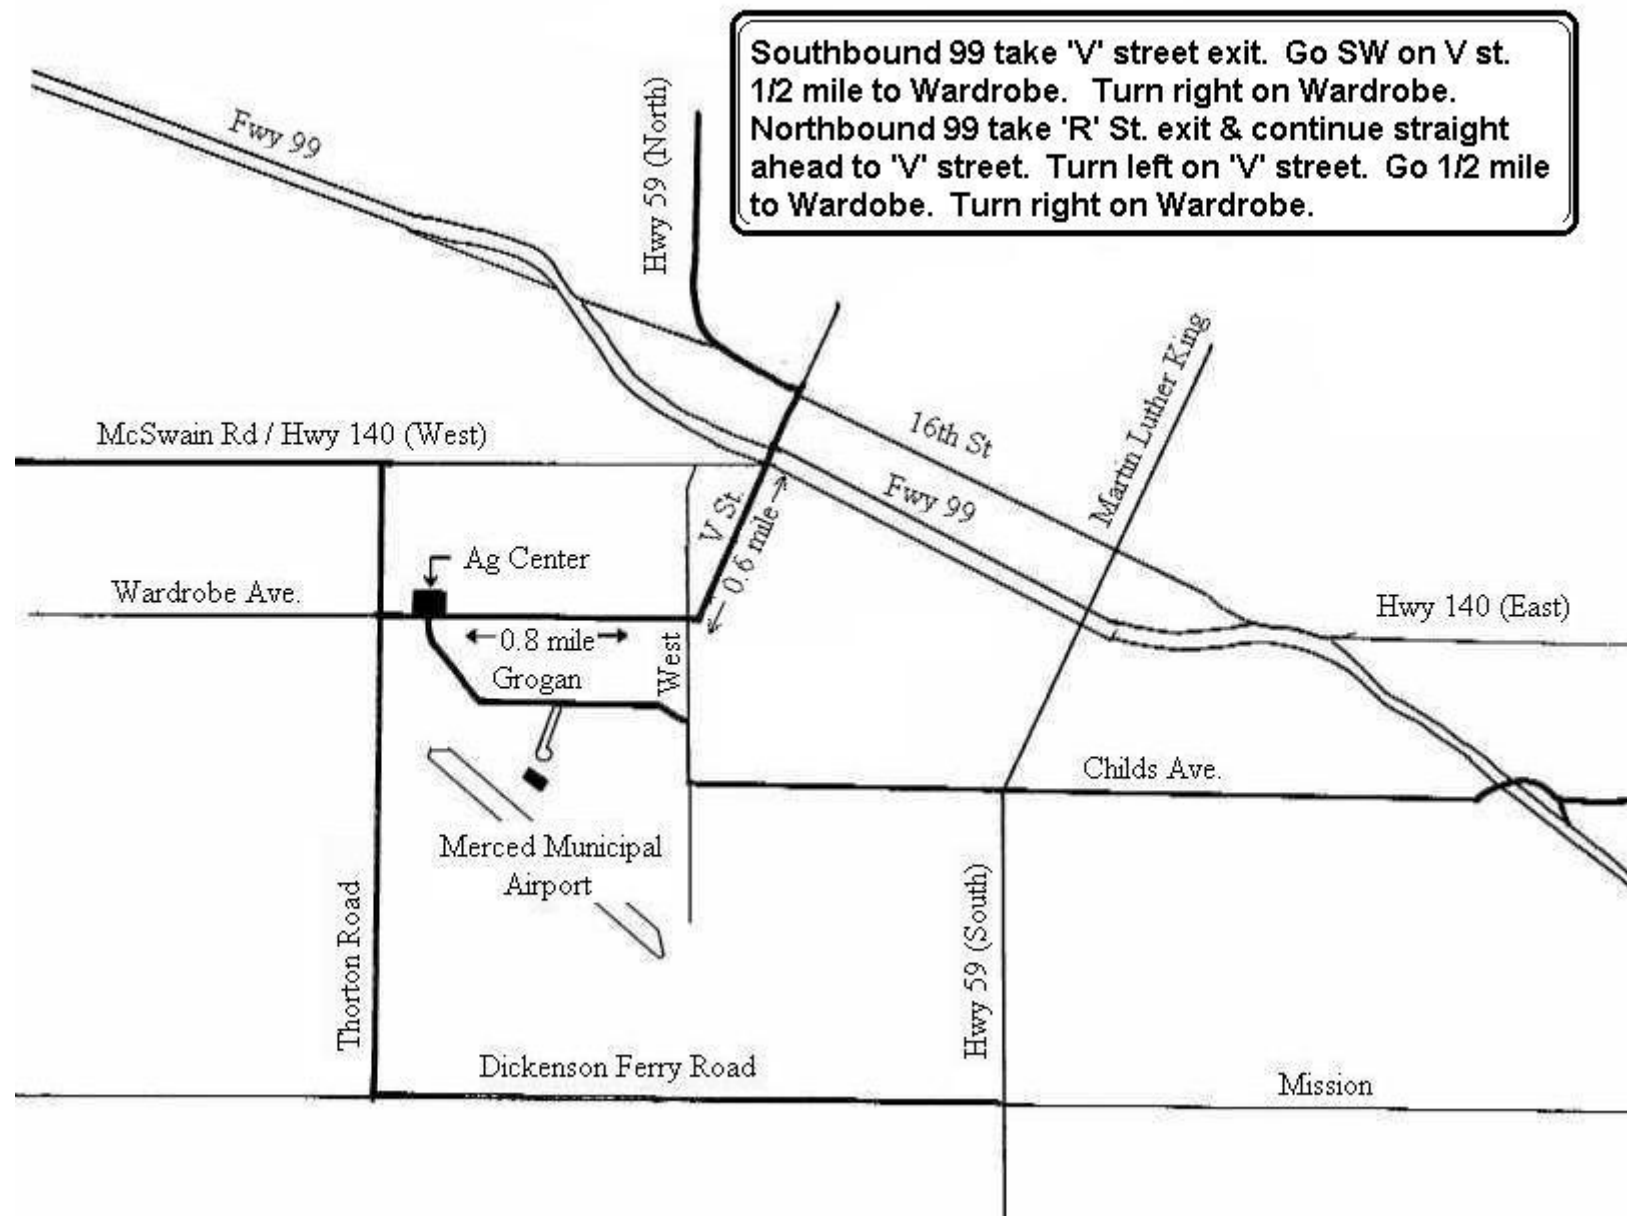 Southbound 99 take 'V' street exit. Go SW on V st.
1/2 mile to Wardrobe. Turn right on Wardrobe.
Northbound 99 take 'R' St. exit & continue straight
ahead to 'V' street. Turn left on 'V' street. Go 1/2 mile
to Wardobe. Turn right on Wardrobe.
Fwy 99
Hwy 59 (North)
Martin Luther King
16th St
McSwain Rd / Hwy 140 (West)
Fwy 99
V St.
0.6 mile
Ag Center
Wardrobe Ave.
Hwy 140 (East)
0.8 mile
Grogan
West
Childs Ave.
Merced Municipal
Airport
Thorton Road
Hwy 59 (South)
Dickenson Ferry Road
Mission